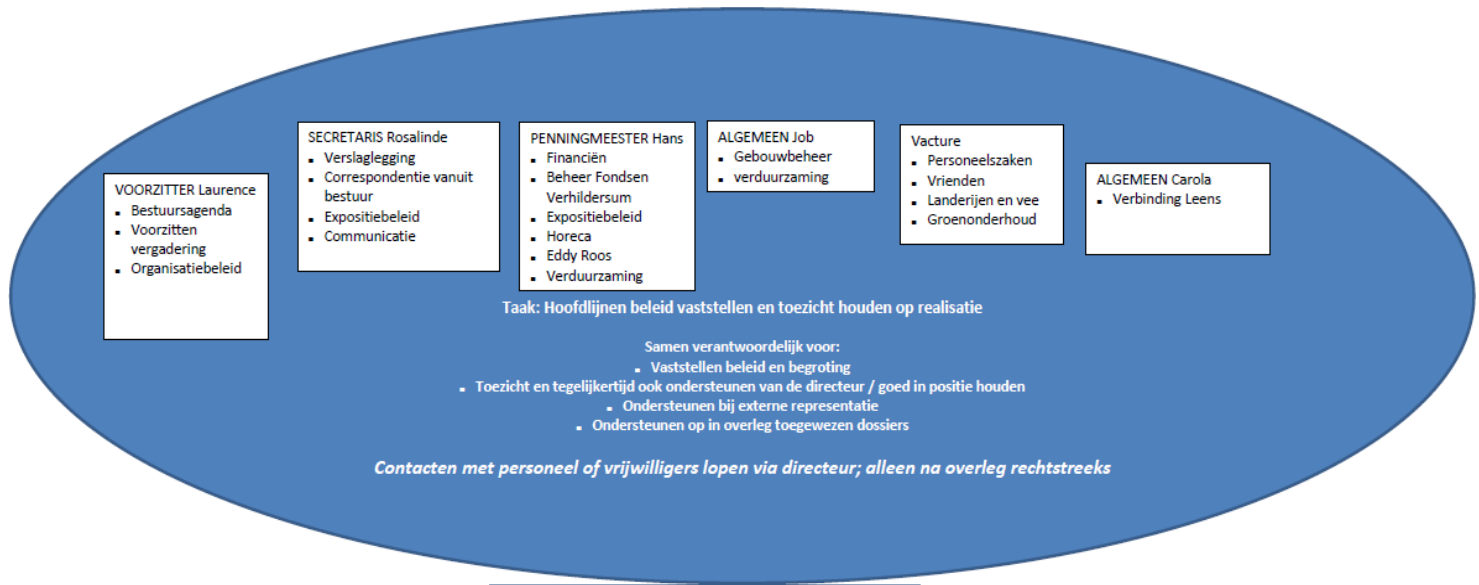 VOORZITTER Laurence
▪ Bestuursagenda
▪ Voorzitten
vergadering
▪ Organisatiebeleid
SECRETARIS Rosalinde
▪ Verslaglegging
▪ Correspondentie vanuit
bestuur
▪ Expositiebeleid
▪ Communicatie
PENNINGMEESTER Hans
▪ Financiën
▪ Beheer Fondsen
Verhildersum
▪ Expositiebeleid
▪ Horeca
▪ Eddy Roos
▪ Verduurzaming
ALGEMEEN Job
▪ Gebouwbeheer
▪ verduurzaming
Vacture
▪ Personeelszaken
▪ Vrienden
▪ Landerijen en vee
▪ Groenonderhoud
ALGEMEEN Carola
▪ Verbinding Leens
Taak: Hoofdlijnen beleid vaststellen en toezicht houden op realisatie
Samen verantwoordelijk voor:
▪ Vaststellen beleid en begroting
▪ Toezicht en tegelijkertijd ook ondersteunen van de directeur / goed in positie houden
▪ Ondersteunen bij externe representatie
▪ Ondersteunen op in overleg toegewezen dossiers
Contacten met personeel of vrijwilligers lopen via directeur; alleen na overleg rechtstreeks